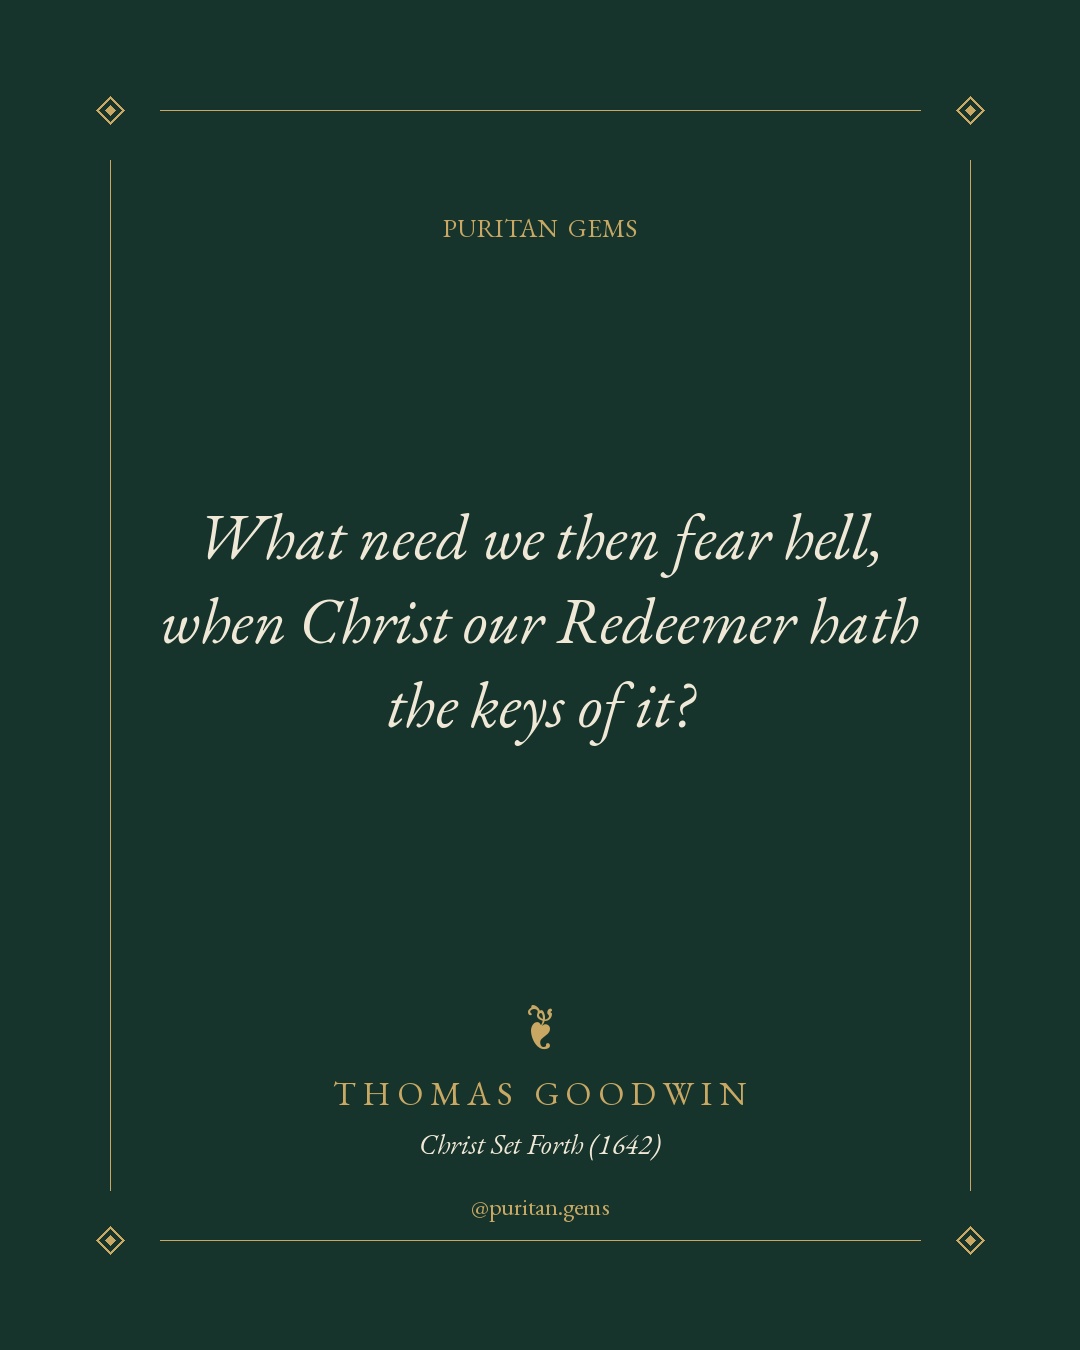 PURITAN GEMS
What need we then fear hell,
when Christ our Redeemer hath
the keys of it?
THOMAS GOODWIN
Christ Set Forth (1642)
@puritan.gems